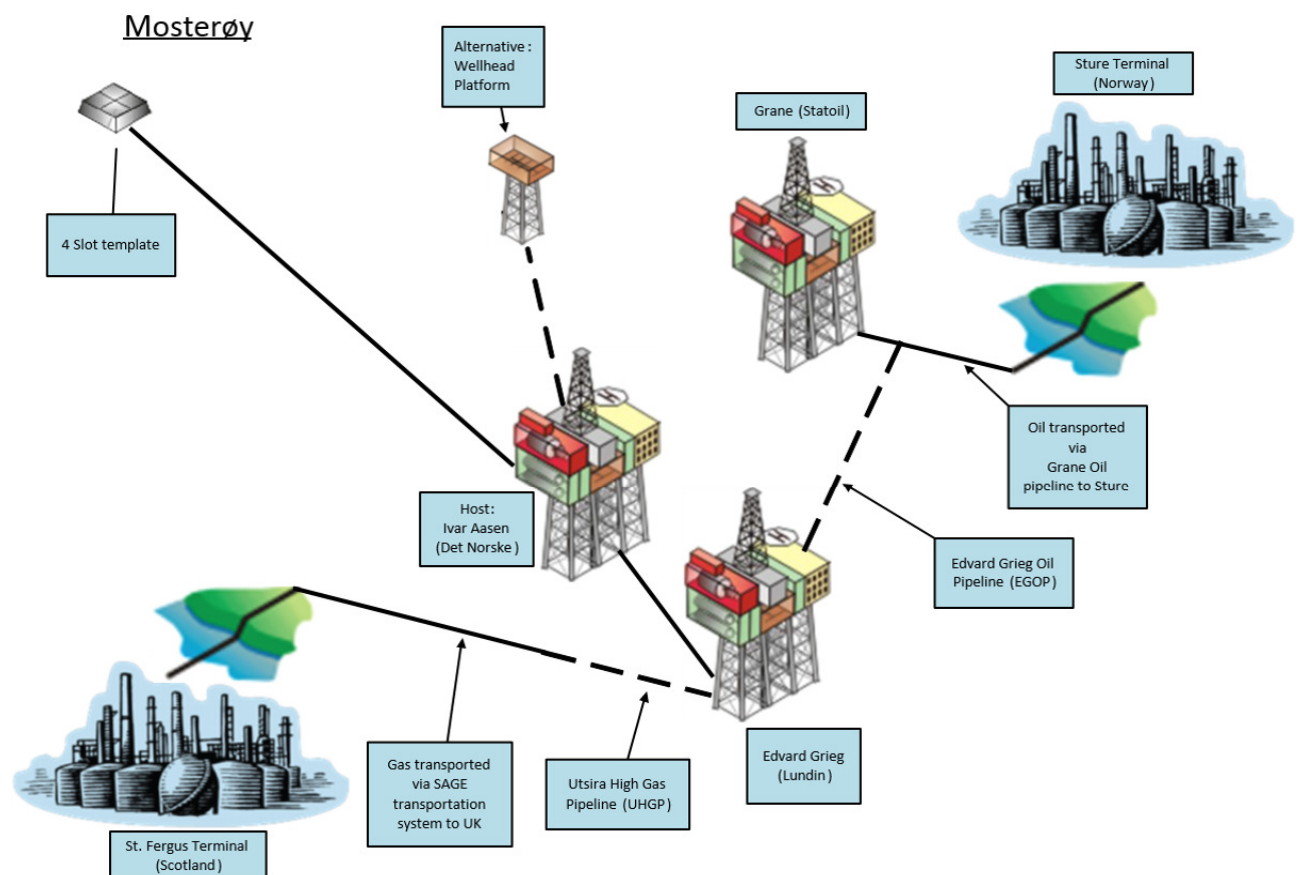 Mosterøy
Alternative :
Wellhead
Platform
Sture Terminal
(Norway)
Grane (Statoil)
4 Slot template
Oil transported
via
Grane Oil
pipeline to Sture
Host:
Ivar Aasen
(Det Norske)
Edvard Grieg Oil
Pipeline (EGOP)
Gas transported
via SAGE
transportation
system to UK
Utsira High Gas
Pipeline (UHGP)
Edvard Grieg
(Lundin)
St. Fergus Terminal
(Scotland)